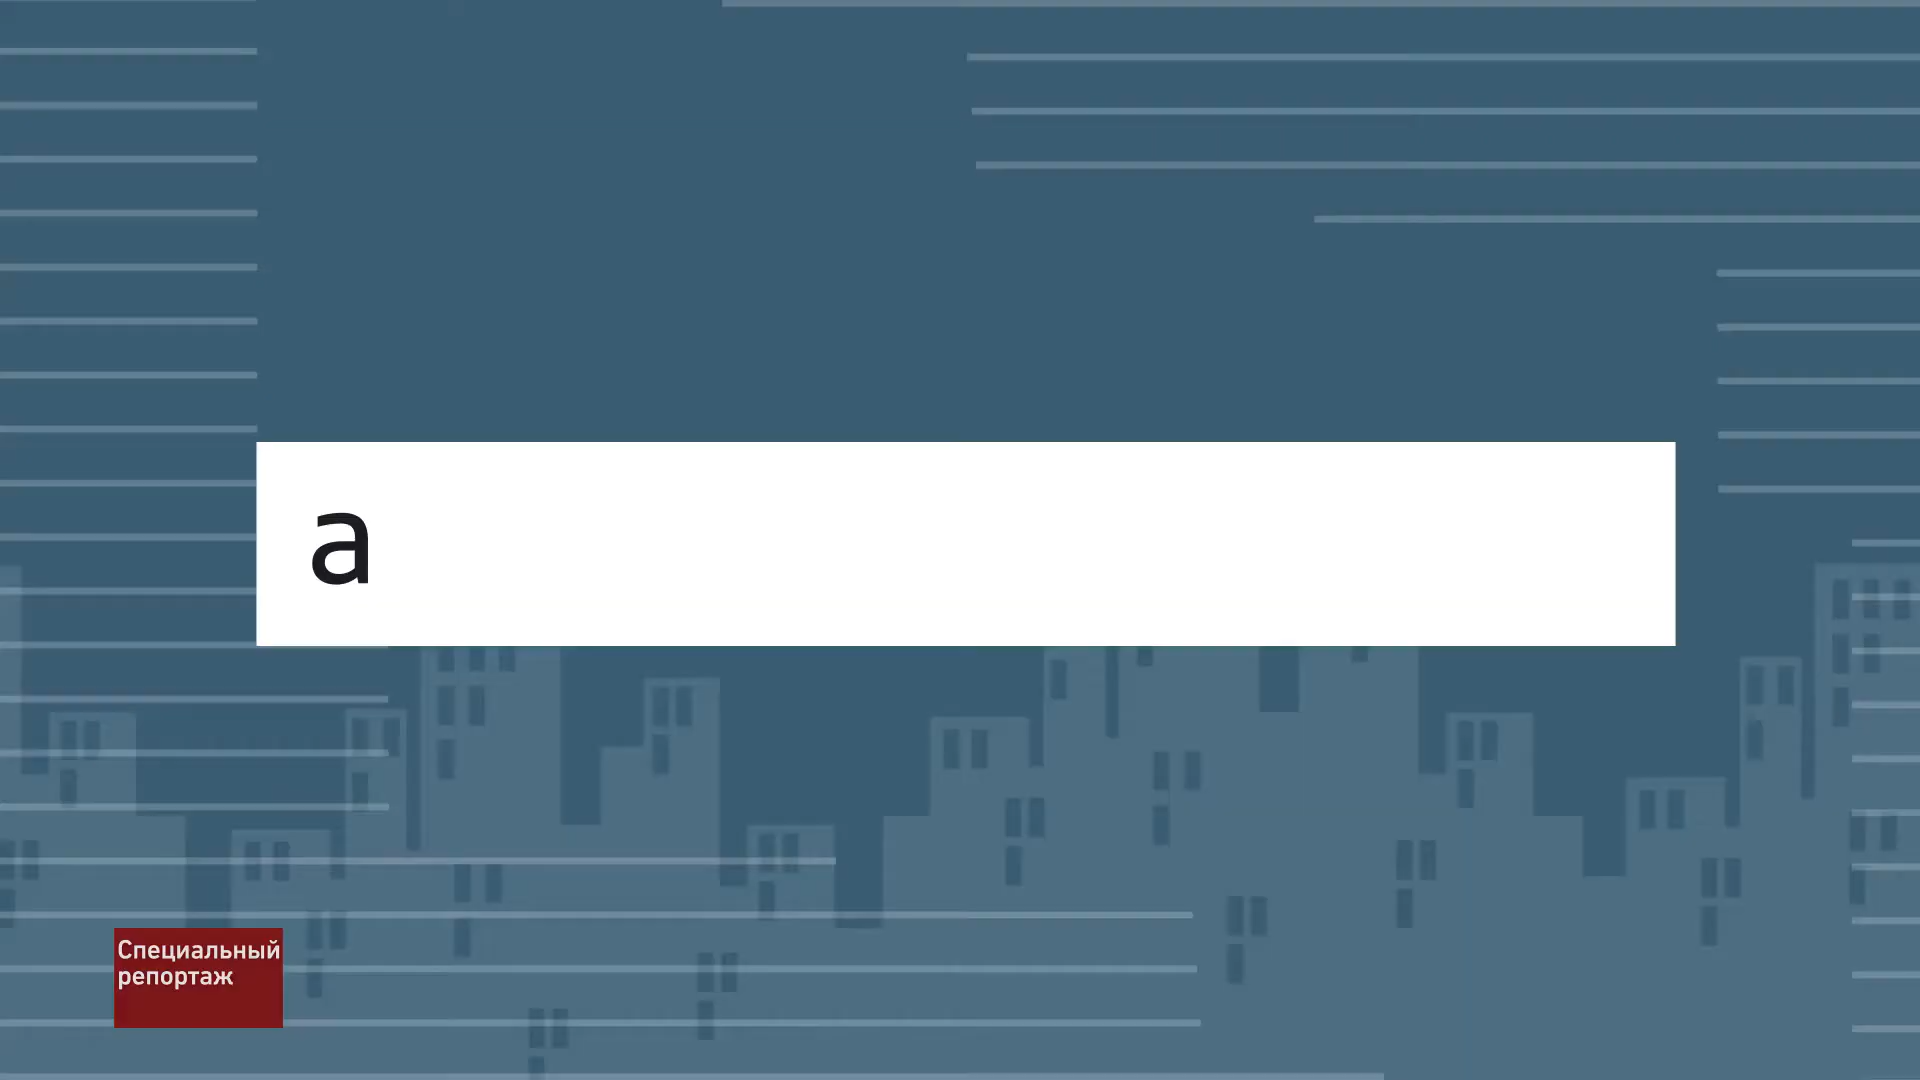 а
Специальный
репортаж